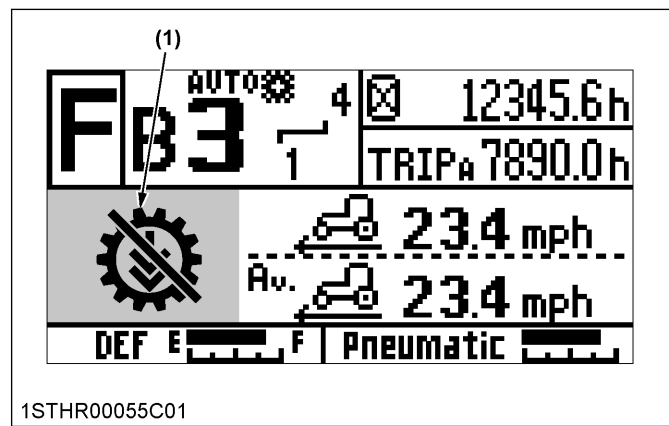 (1)
F B3 AUTO 4 1
12345.6h
TRIPA 7890.0h
23.4 mph
Av. 23.4 mph
DEF E F Pneumatic
1STHR00055C01